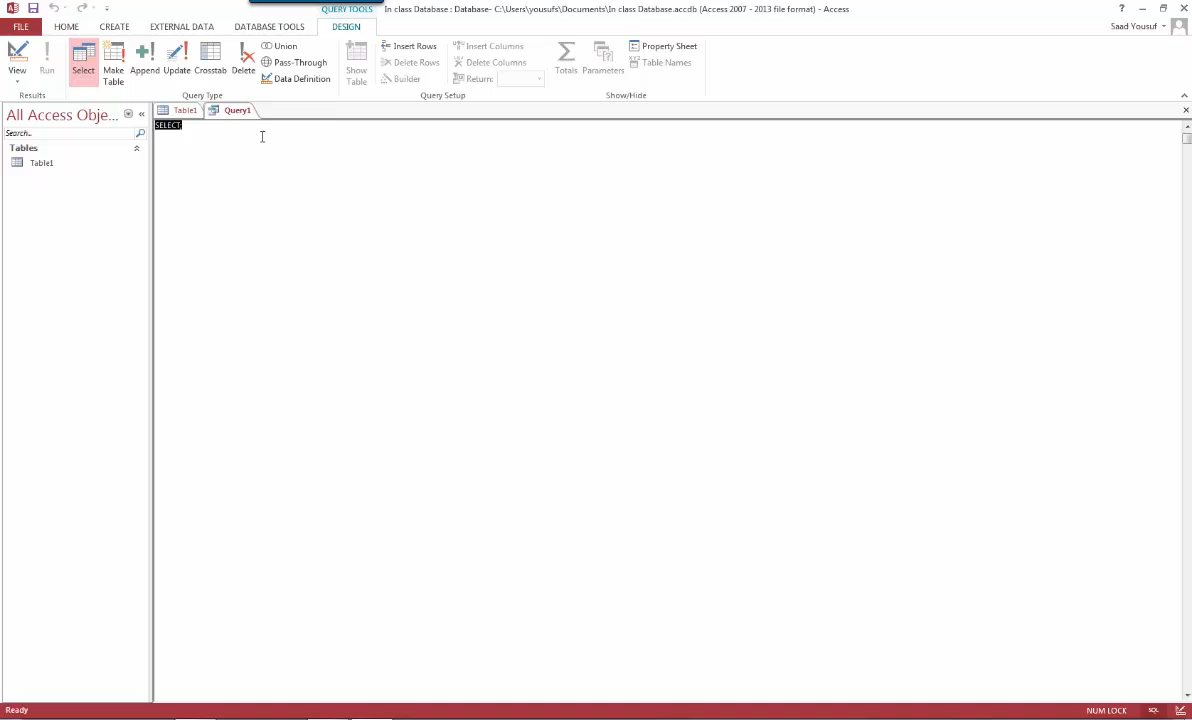 QUERY TOOLS
In class Database : Database- C:\Users\yousufs\Documents\In class Database.accdb (Access 2007 - 2013 file format) - Access
?
FILE HOME CREATE EXTERNAL DATA DATABASE TOOLS DESIGN
Saad Yousuf
View Run Select Make Table Append Update Crosstab Delete
Union
Pass-Through
Data Definition
Show Table
Insert Rows
Delete Rows
Builder
Insert Columns
Delete Columns
Return:
Totals Parameters
Property Sheet
Table Names
Results Query Type Query Setup Show/Hide
All Access Obje...
Search..
Tables
Table1
Table1 Query1
SELECT;
Ready
NUM LOCK SQL